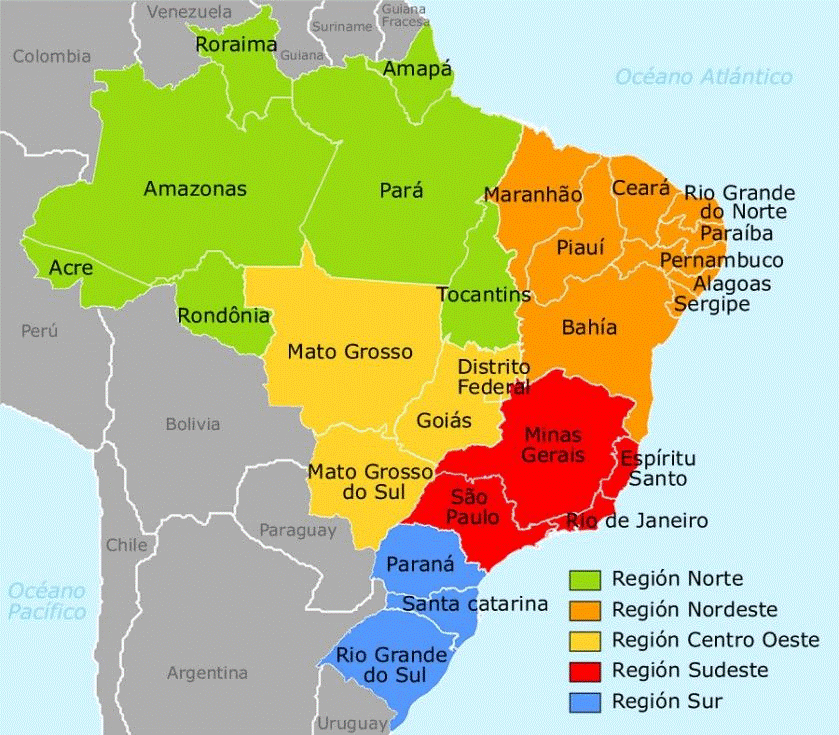 Venezuela
Guiana
Fracesa
Suriname
Roraima
Guiana
Colombia
Amapá
Océano Atlántico
Amazonas
Pará
Maranhão
Ceará
Rio Grande
do Norte
Paraíba
Piauí
Pernambuco
Acre
Alagoas
Tocantins
Sergipe
Rondônia
Perú
Bahía
Mato Grosso
Distrito
Federal
Goiás
Bolivia
Minas
Gerais
Espíritu
Santo
Mato Grosso
do Sul
São
Paulo
Rio de Janeiro
Paraguay
Chile
Paraná
Océano
Pacífico
Santa catarina
Rio Grande
do Sul
Argentina
Uruguay
Región Norte
Región Nordeste
Región Centro Oeste
Región Sudeste
Región Sur